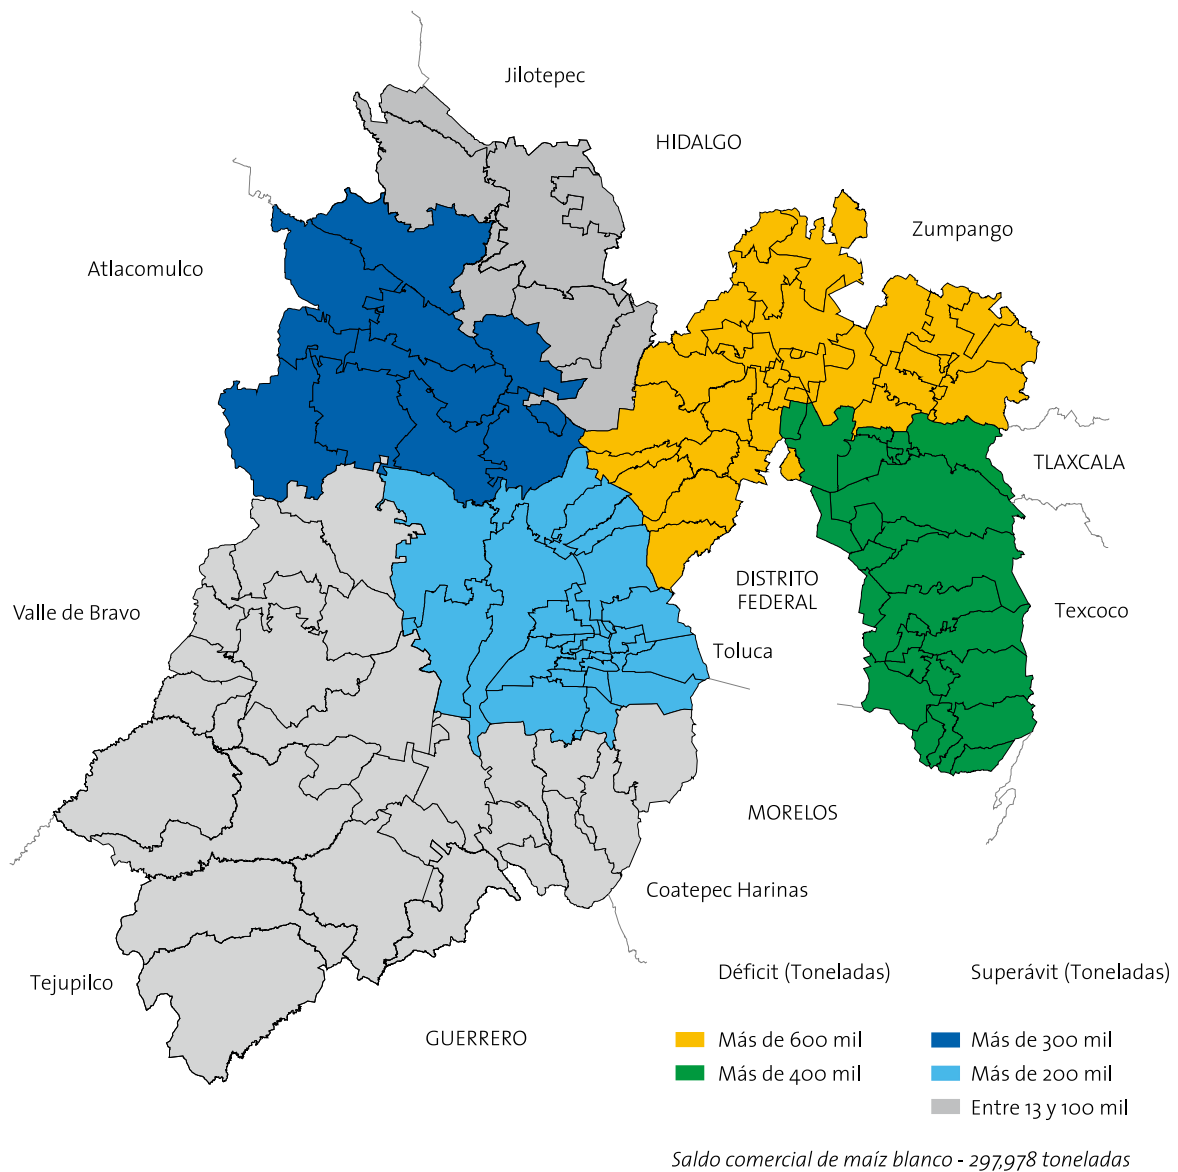 Jilotepec
HIDALGO
Zumpango
Atlacomulco
TLAXCALA
DISTRITO
FEDERAL
Valle de Bravo
Texcoco
Toluca
MORELOS
Coatepec Harinas
Tejupilco
GUERRERO
Déficit (Toneladas)
Superávit (Toneladas)
Más de 600 mil
Más de 300 mil
Más de 400 mil
Más de 200 mil
Entre 13 y 100 mil
Saldo comercial de maíz blanco - 297,978 toneladas